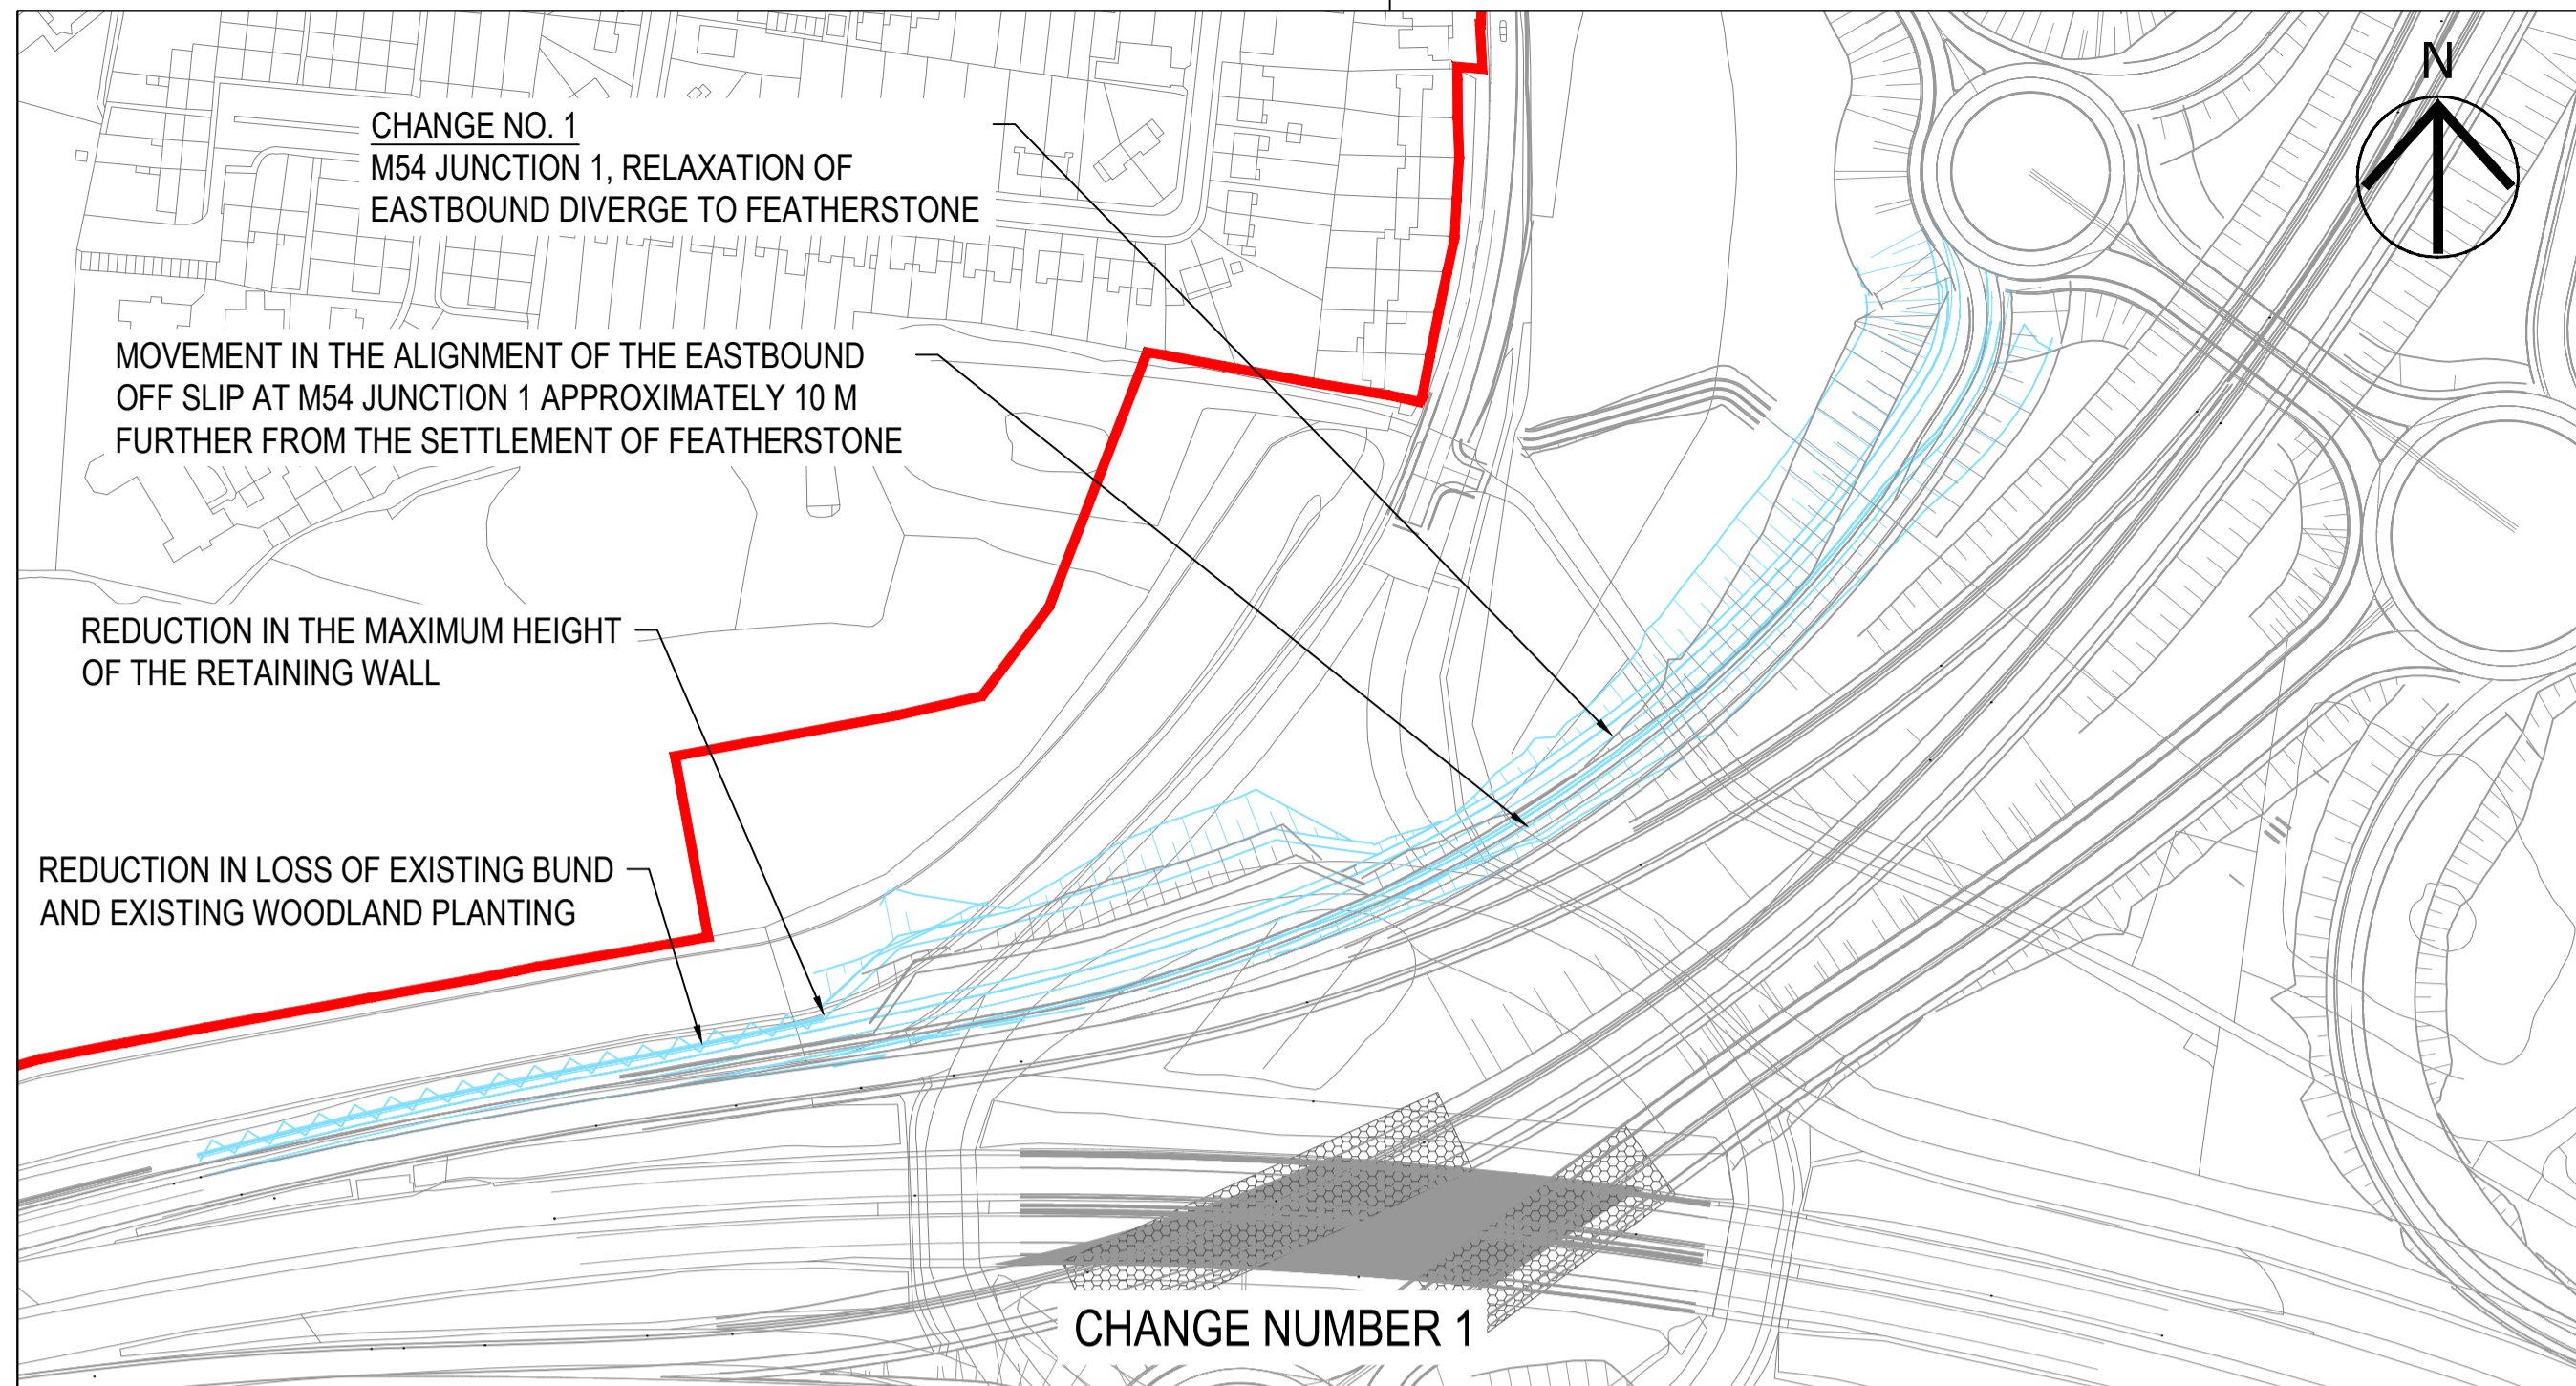 N
CHANGE NO. 1
M54 JUNCTION 1, RELAXATION OF
EASTBOUND DIVERGE TO FEATHERSTONE
MOVEMENT IN THE ALIGNMENT OF THE EASTBOUND
OFF SLIP AT M54 JUNCTION 1 APPROXIMATELY 10 M
FURTHER FROM THE SETTLEMENT OF FEATHERSTONE
REDUCTION IN THE MAXIMUM HEIGHT
OF THE RETAINING WALL
REDUCTION IN LOSS OF EXISTING BUND
AND EXISTING WOODLAND PLANTING
CHANGE NUMBER 1